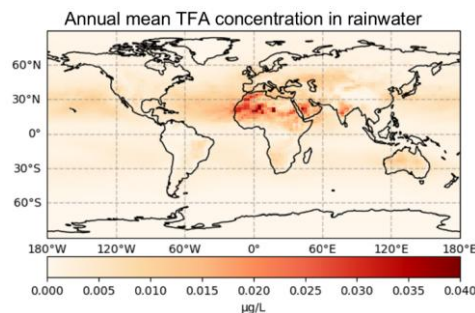 Annual mean TFA concentration in rainwater
60°N
30°N
0°
30°S
60°S
180°W 120°W 60°W 0° 60°E 120°E 180°E
0.000 0.005 0.010 0.015 0.020 0.025 0.030 0.035 0.040
µg/L